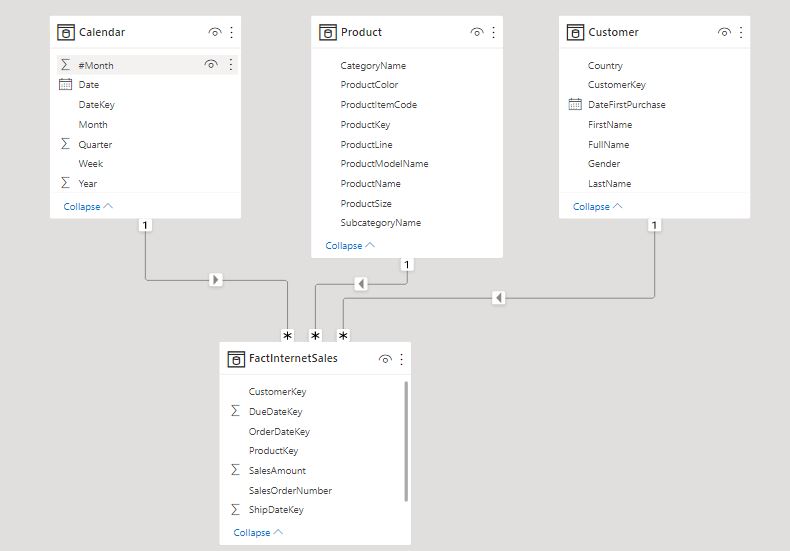 Calendar
#Month
Date
DateKey
Month
Quarter
Week
Year
Collapse
1
Product
CategoryName
ProductColor
ProductItemCode
ProductKey
ProductLine
ProductModelName
ProductName
ProductSize
SubcategoryName
Collapse
1
Customer
Country
CustomerKey
DateFirstPurchase
FirstName
FullName
Gender
LastName
Collapse
1
* * *
FactInternetSales
CustomerKey
DueDateKey
OrderDateKey
ProductKey
SalesAmount
SalesOrderNumber
ShipDateKey
Collapse